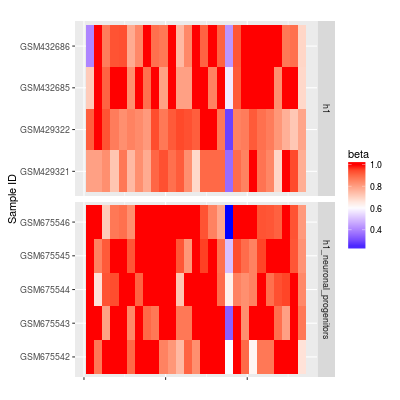 GSM432686
GSM432685
GSM429322
GSM429321
h1
GSM675546
GSM675545
GSM675544
GSM675543
GSM675542
h1_neuronal_progenitors
Sample ID
beta
1.0
0.8
0.6
0.4